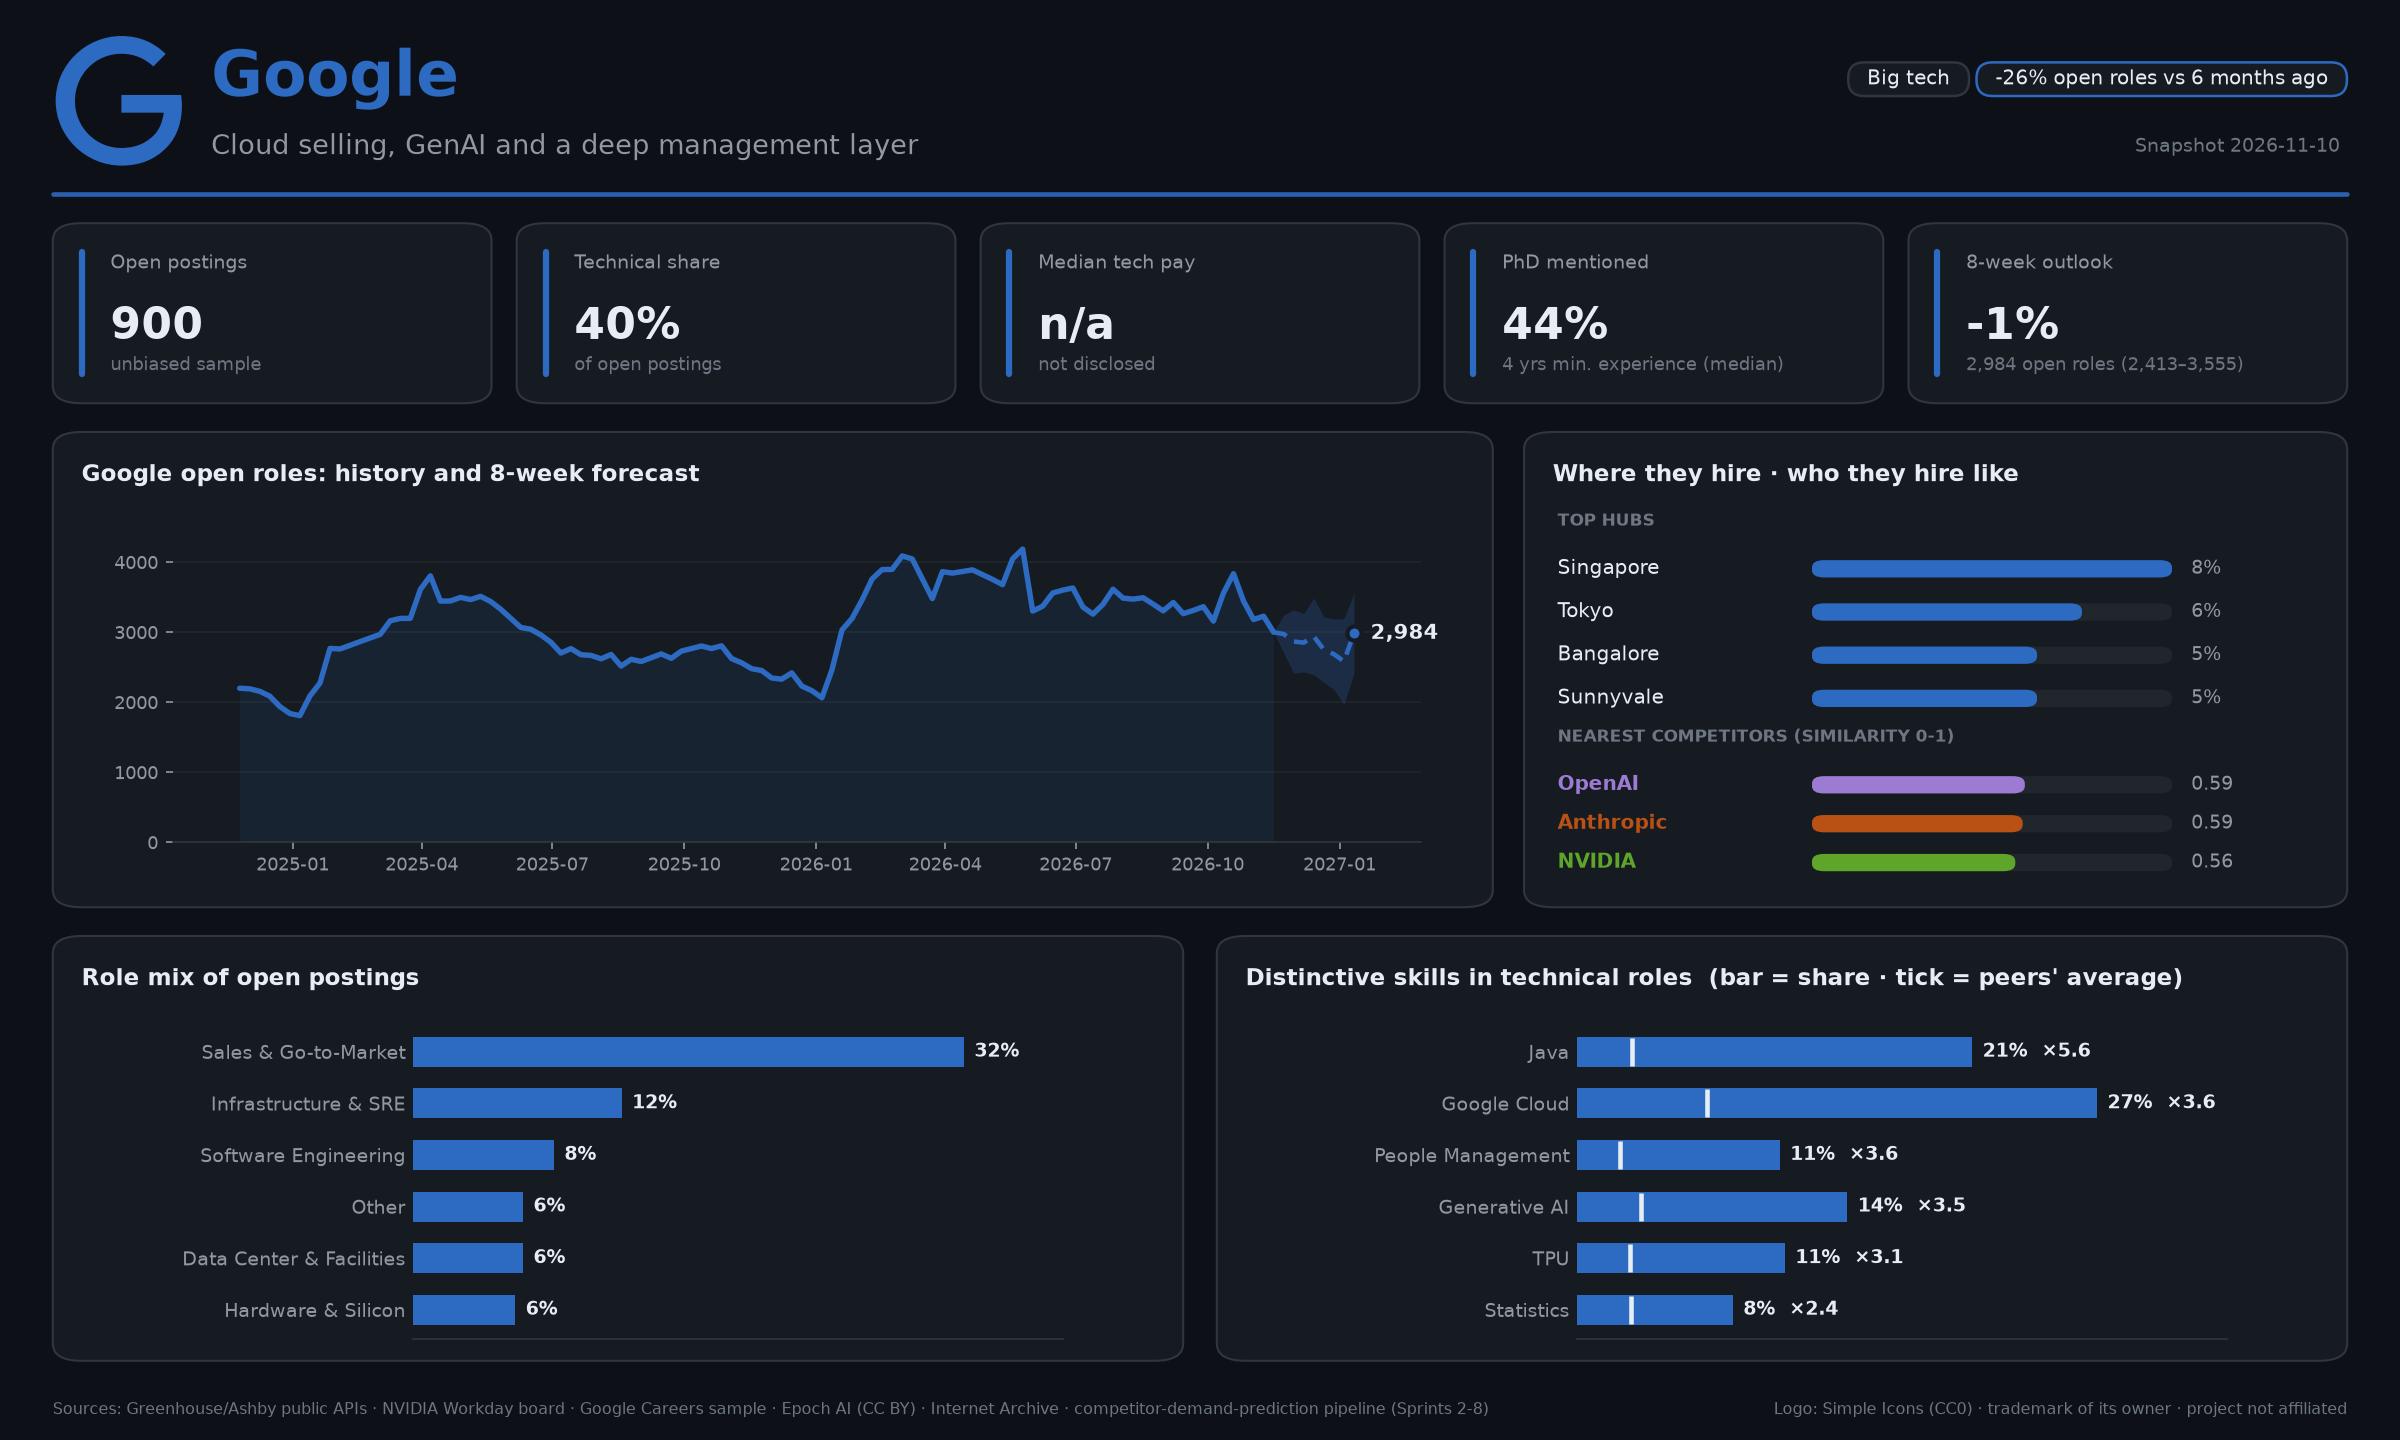 Google
Cloud selling, GenAI and a deep management layer
Big tech
-26% open roles vs 6 months ago
Snapshot 2026-11-10
Open postings
900
unbiased sample
Technical share
40%
of open postings
Median tech pay
n/a
not disclosed
PhD mentioned
44%
4 yrs min. experience (median)
8-week outlook
-1%
2,984 open roles (2,413–3,555)
Google open roles: history and 8-week forecast
4000
3000
2000
1000
0
2,984
2025-01 2025-04 2025-07 2025-10 2026-01 2026-04 2026-07 2026-10 2027-01
Where they hire · who they hire like
TOP HUBS
Singapore 8%
Tokyo 6%
Bangalore 5%
Sunnyvale 5%
NEAREST COMPETITORS (SIMILARITY 0-1)
OpenAI 0.59
Anthropic 0.59
NVIDIA 0.56
Role mix of open postings
Sales & Go-to-Market 32%
Infrastructure & SRE 12%
Software Engineering 8%
Other 6%
Data Center & Facilities 6%
Hardware & Silicon 6%
Distinctive skills in technical roles (bar = share · tick = peers' average)
Java 21% ×5.6
Google Cloud 27% ×3.6
People Management 11% ×3.6
Generative AI 14% ×3.5
TPU 11% ×3.1
Statistics 8% ×2.4
Sources: Greenhouse/Ashby public APIs · NVIDIA Workday board · Google Careers sample · Epoch AI (CC BY) · Internet Archive · competitor-demand-prediction pipeline (Sprints 2-8)
Logo: Simple Icons (CC0) · trademark of its owner · project not affiliated